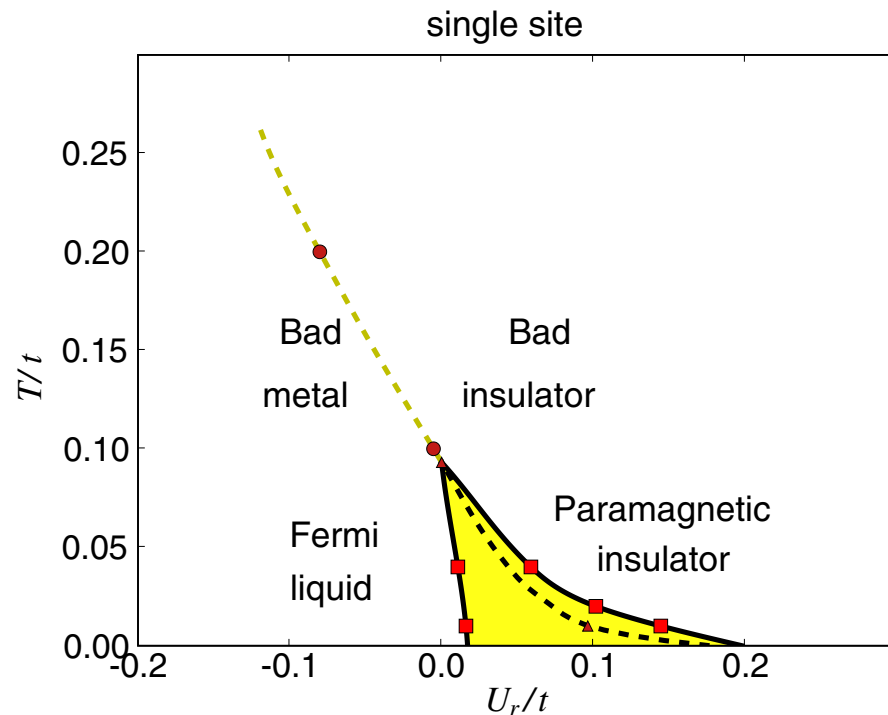 single site
0.25
0.20
0.15
0.10
0.05
0.00
T/t
Bad
metal
Bad
insulator
Fermi
liquid
Paramagnetic
insulator
-0.2
-0.1
0.0
0.1
0.2
U_r/t